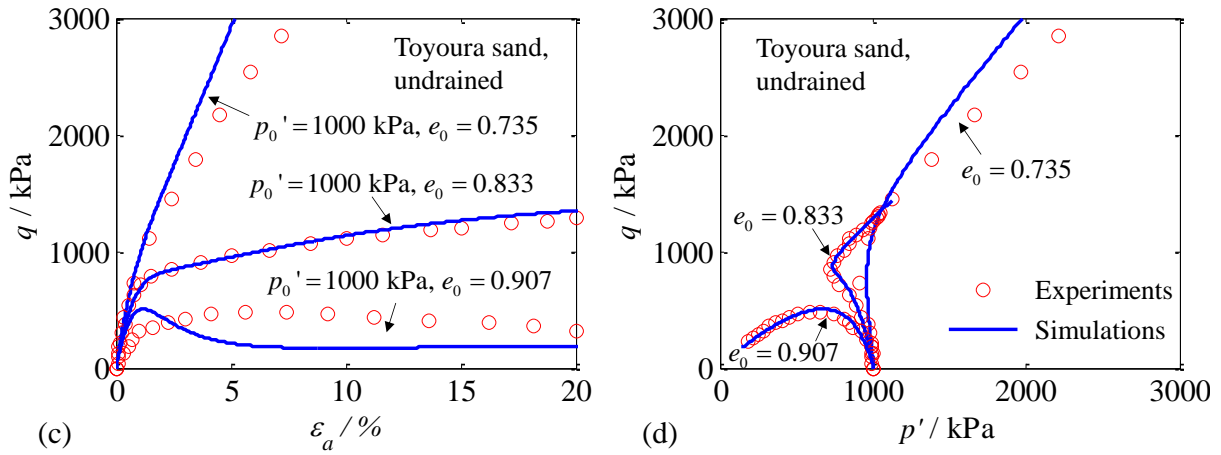 3000
2000
1000
0
q / kPa
Toyoura sand,
undrained
p₀' = 1000 kPa, e₀ = 0.735
p₀' = 1000 kPa, e₀ = 0.833
p₀' = 1000 kPa, e₀ = 0.907
0 5 10 15 20
(c)
εₐ / %
3000
2000
1000
0
q / kPa
Toyoura sand,
undrained
e₀ = 0.735
e₀ = 0.833
e₀ = 0.907
Experiments
Simulations
0 1000 2000 3000
(d)
p' / kPa